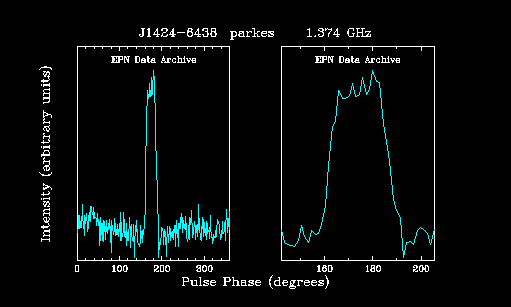 J1424-6438 parkes 1.374 GHz
EPN Data Archive
EPN Data Archive
Intensity (arbitrary units)
0 100 200 300
160 180 200
Pulse Phase (degrees)